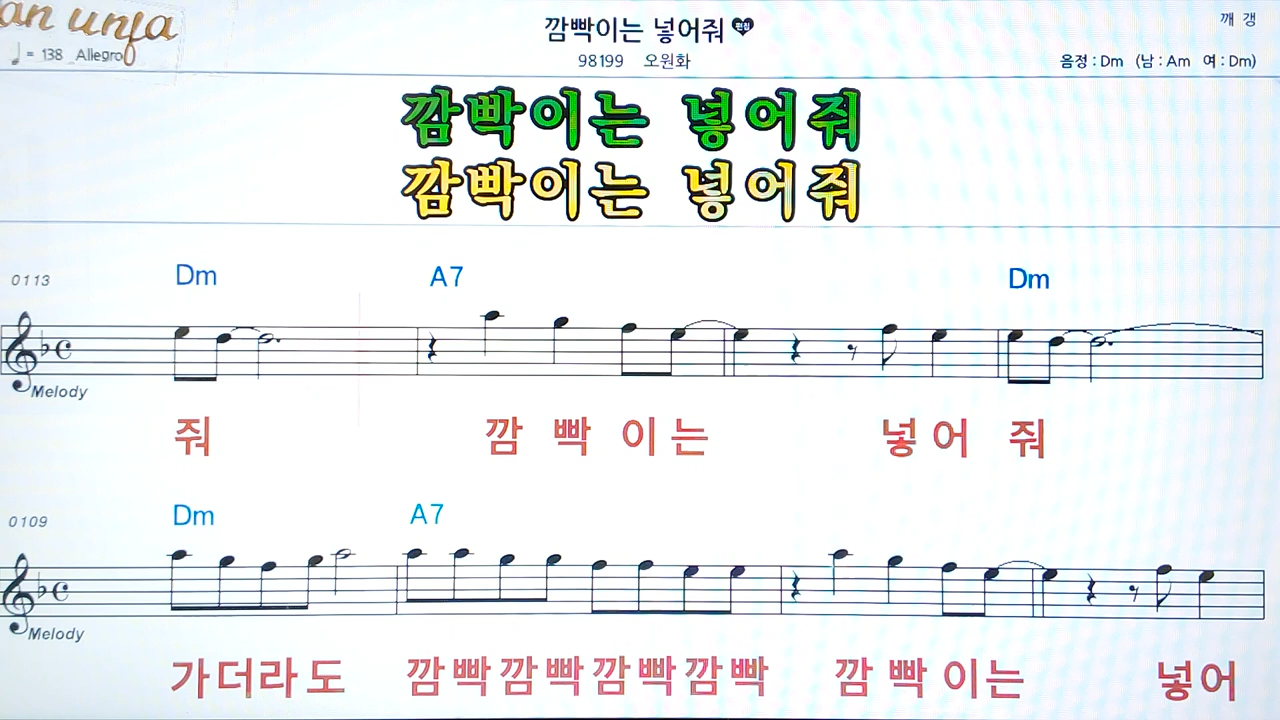 an unfa
깜빡이는 넣어줘 편집
깨 갱
♩= 138 Allegro
98199 오원화
음정 : Dm (남 : Am 여 : Dm)
깜빡이는 넣어줘
깜빡이는 넣어줘
0113
Dm A7 Dm
Melody
줘 깜 빡 이 는 넣 어 줘
0109
Dm A7
Melody
가 더 라 도 깜 빡 깜 빡 깜 빡 깜 빡 깜 빡 이 는 넣 어